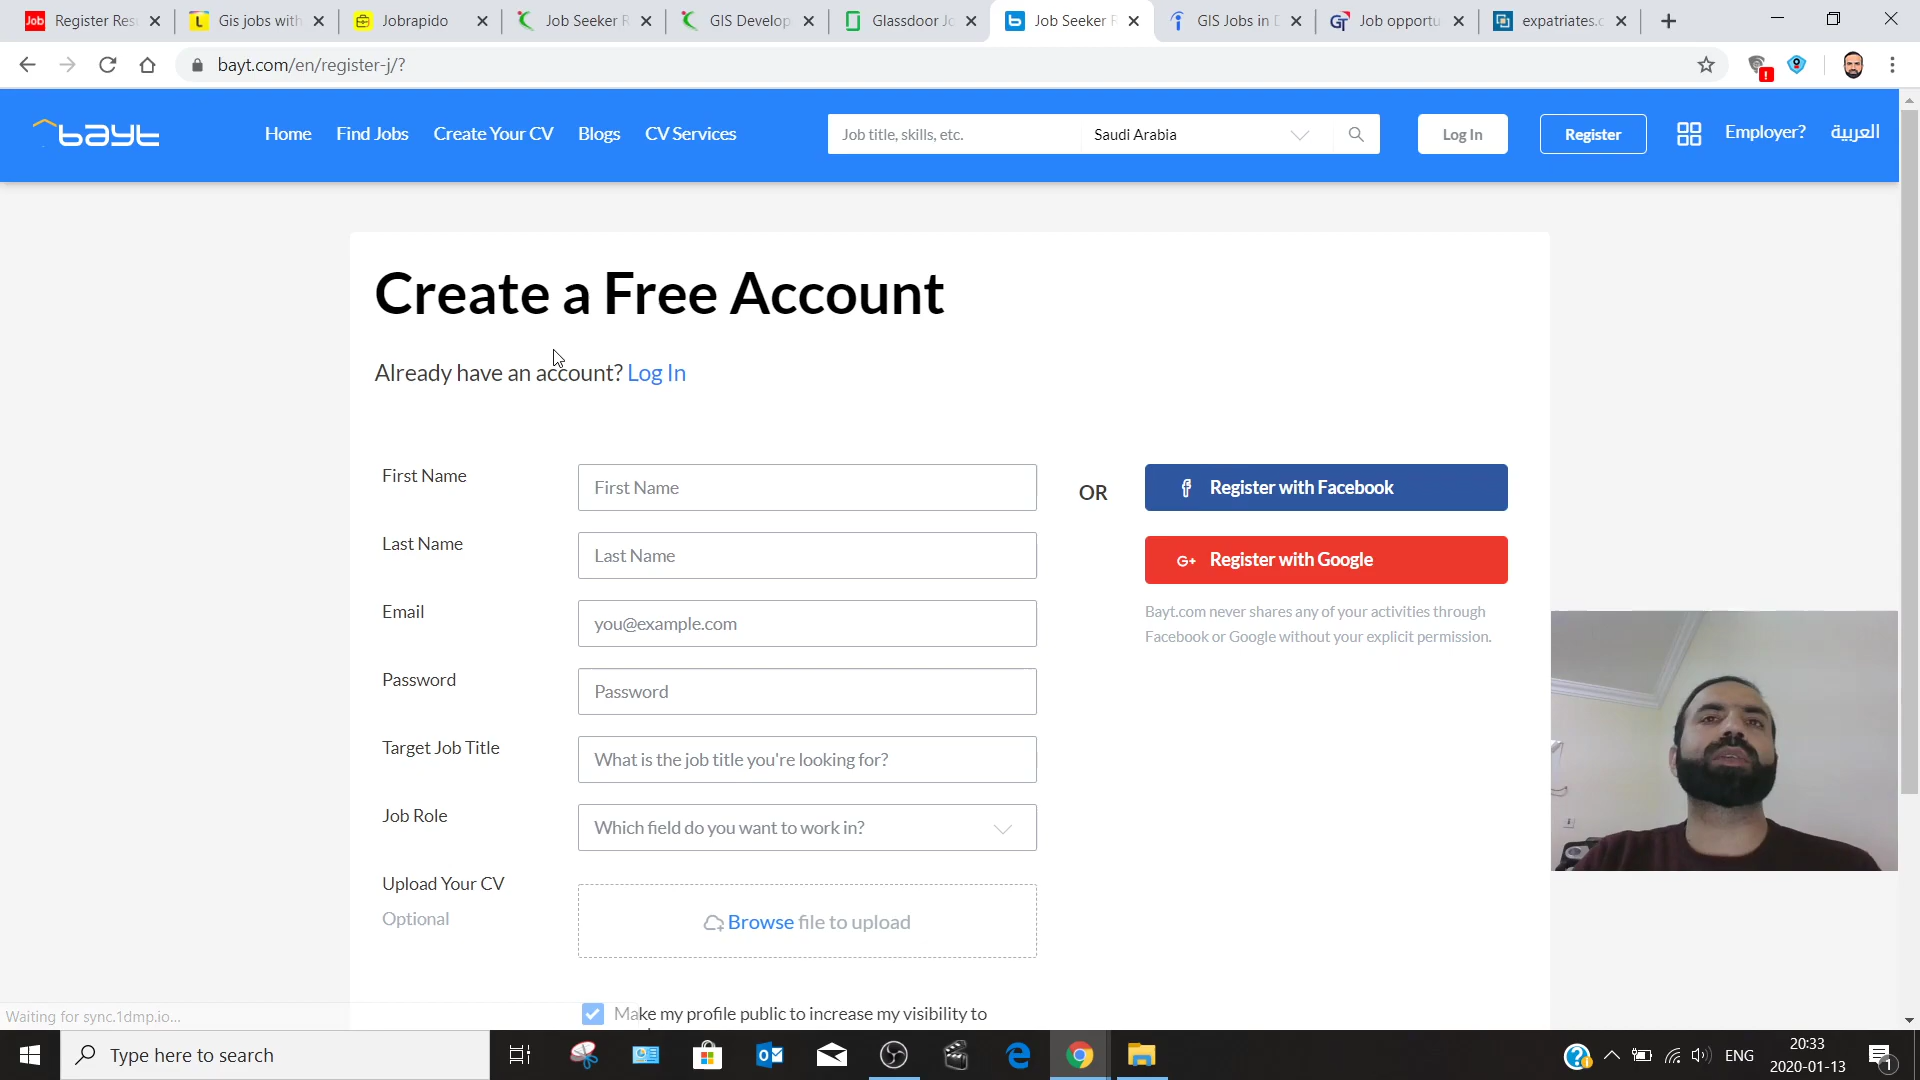 Register Res
Gis jobs with
Jobrapido
Job Seeker R
GIS Develop
Glassdoor Jo
Job Seeker R
GIS Jobs in D
Job opportu
expatriates.c
bayt.com/en/register-j/?
bayt
Home
Find Jobs
Create Your CV
Blogs
CV Services
Job title, skills, etc.
Saudi Arabia
Log In
Register
Employer?
العربية
Create a Free Account
Already have an account? Log In
First Name
First Name
OR
Register with Facebook
Last Name
Last Name
Register with Google
Email
you@example.com
Bayt.com never shares any of your activities through
Facebook or Google without your explicit permission.
Password
Password
Target Job Title
What is the job title you're looking for?
Job Role
Which field do you want to work in?
Upload Your CV
Optional
Browse file to upload
Make my profile public to increase my visibility to
Waiting for sync.1dmp.io...
Type here to search
ENG
20:33
2020-01-13
1